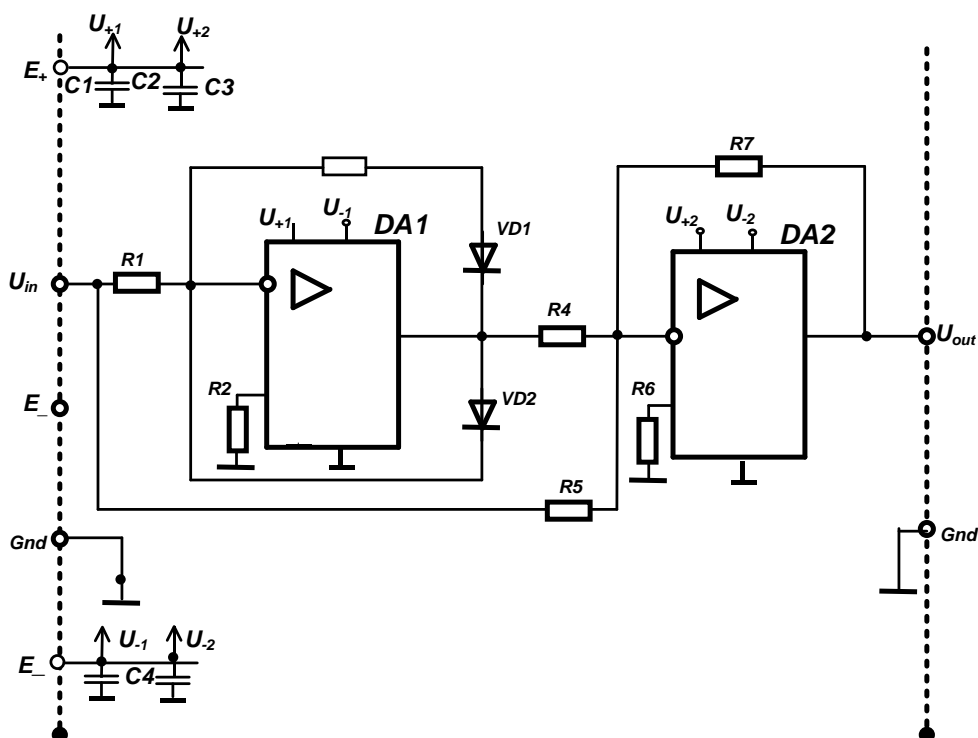 U+1 U+2
E+
C1 C2 C3
R7
U+1 U-1 DA1
VD1
U+2 U-2 DA2
Uin
R1
R4
Uout
E_
R2
VD2
R6
R5
Gnd
Gnd
U-1 U-2
E_
C4